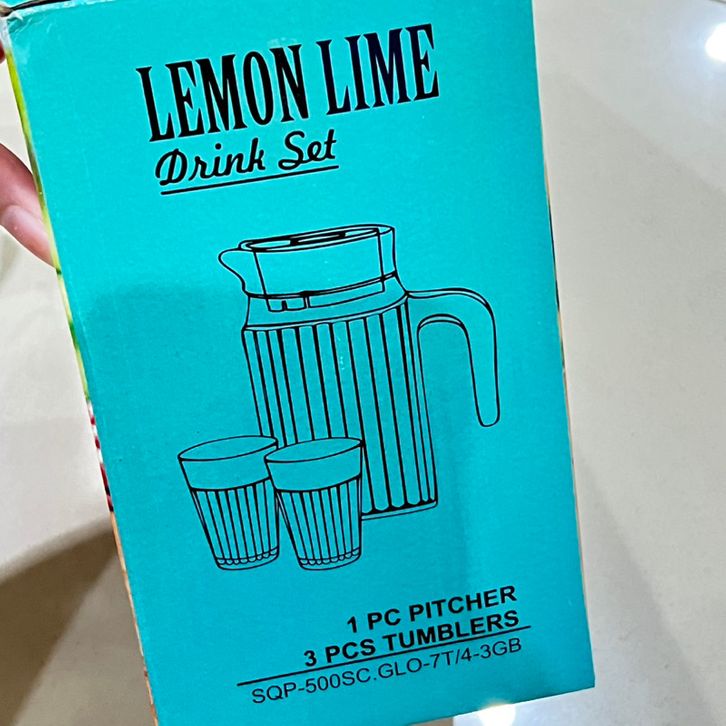 LEMON LIME
Drink Set
1 PC PITCHER
3 PCS TUMBLERS
SQP-500SC.GLO-7T/4-3GB